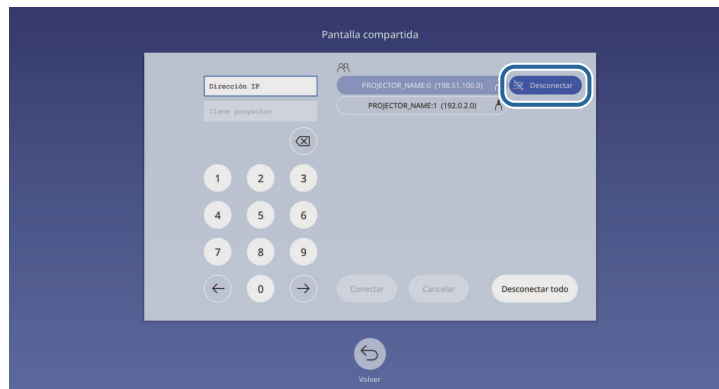 Pantalla compartida
Dirección IP
Clave proyector
PROJECTOR_NAME:0 (198.51.100.0)
Desconectar
PROJECTOR_NAME:1 (192.0.2.0)
1 2 3
4 5 6
7 8 9
0
Conectar
Cancelar
Desconectar todo
Volver